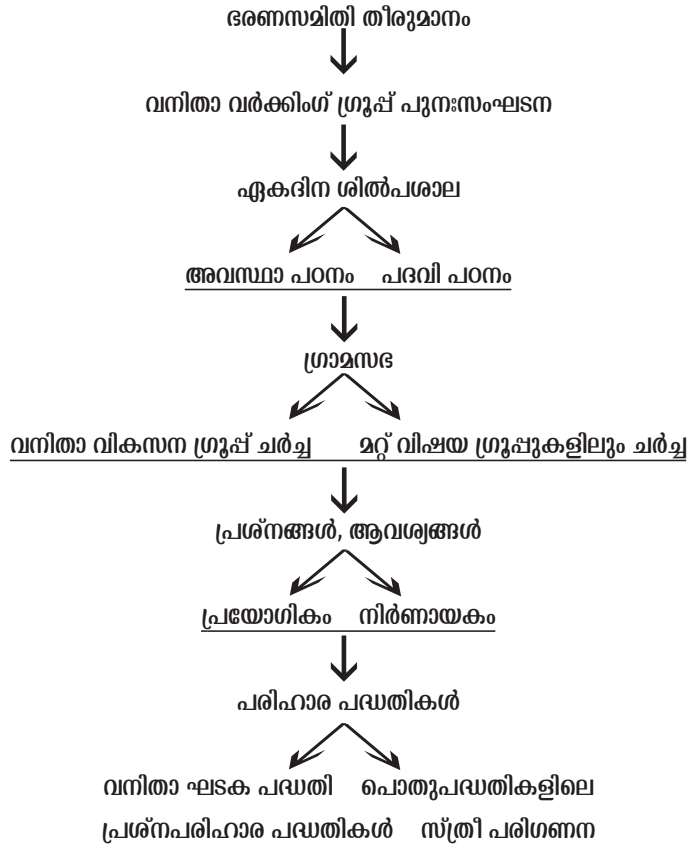 ഭരണസമിതി തീരുമാനം
വനിതാ വർക്കിംഗ് ഗ്രൂപ്പ് പുനഃസംഘടന
ഏകദിന ശിൽപശാല
അവസ്ഥാ പഠനം പദവി പഠനം
ഗ്രാമസഭ
വനിതാ വികസന ഗ്രൂപ്പ് ചർച്ച മറ്റ് വിഷയ ഗ്രൂപ്പുകളിലും ചർച്ച
പ്രശ്നങ്ങൾ, ആവശ്യങ്ങൾ
പ്രയോഗികം നിർണായകം
പരിഹാര പദ്ധതികൾ
വനിതാ ഘടക പദ്ധതി പൊതുപദ്ധതികളിലെ
പ്രശ്നപരിഹാര പദ്ധതികൾ സ്ത്രീ പരിഗണന